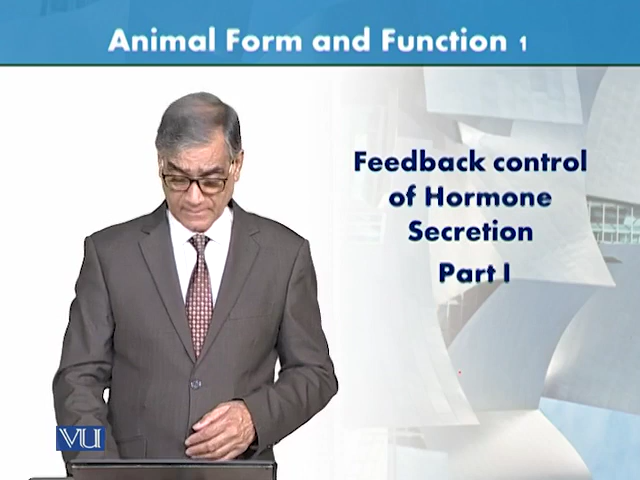 Animal Form and Function 1
Feedback control
of Hormone
Secretion
Part I
VU